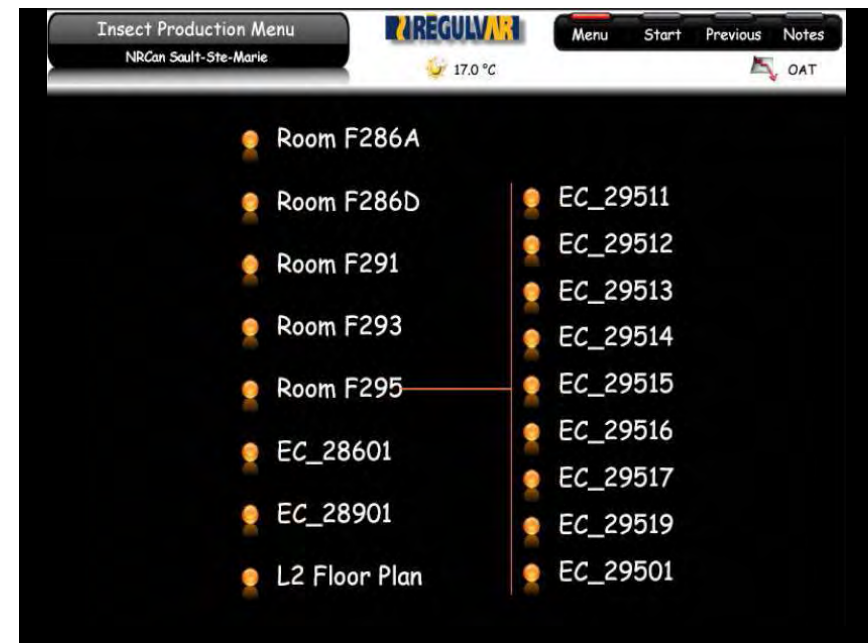 Insect Production Menu
NRCan Sault-Ste-Marie
REGULVAR
17.0 °C
Menu Start Previous Notes
OAT
Room F286A
Room F286D
Room F291
Room F293
Room F295
EC_28601
EC_28901
L2 Floor Plan
EC_29511
EC_29512
EC_29513
EC_29514
EC_29515
EC_29516
EC_29517
EC_29519
EC_29501